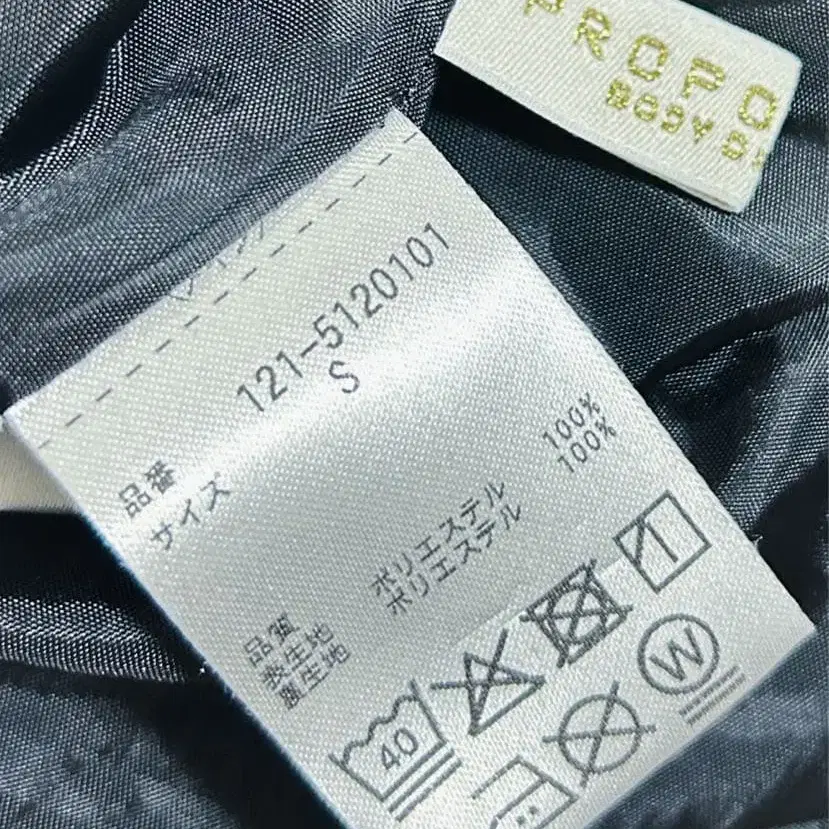 PROPO
BODY D
品番 121-5120101
サイズ S
品質
表生地 ポリエステル 100%
裏生地 ポリエステル 100%
40
W